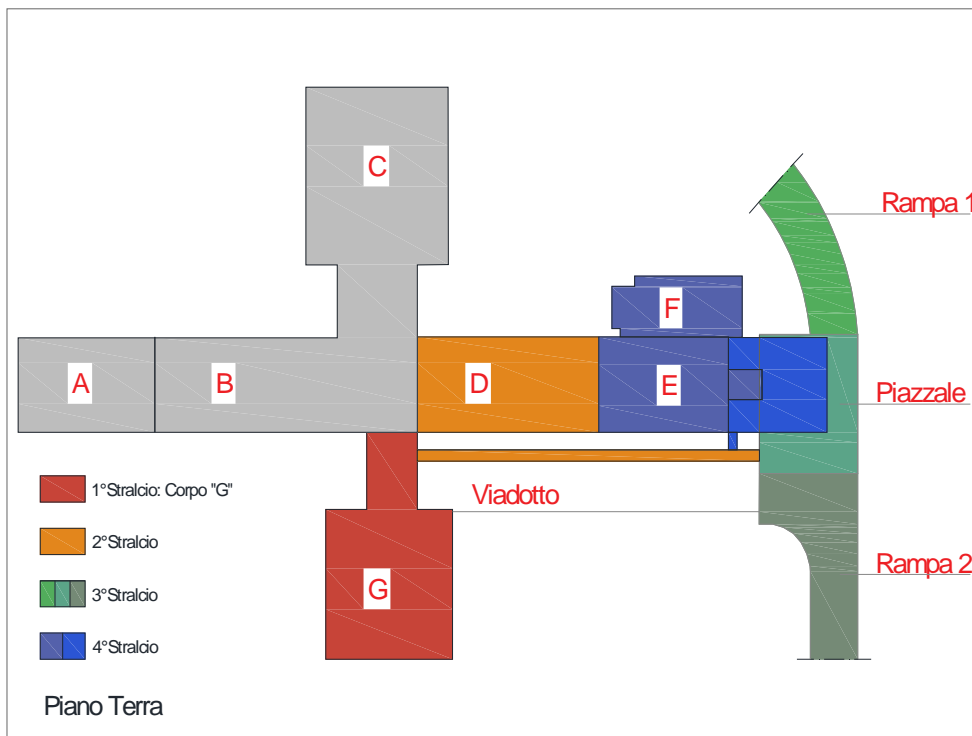 C
Rampa 1
F
A
B
D
E
Piazzale
1°Stralcio: Corpo "G"
Viadotto
2°Stralcio
Rampa 2
G
3°Stralcio
4°Stralcio
Piano Terra